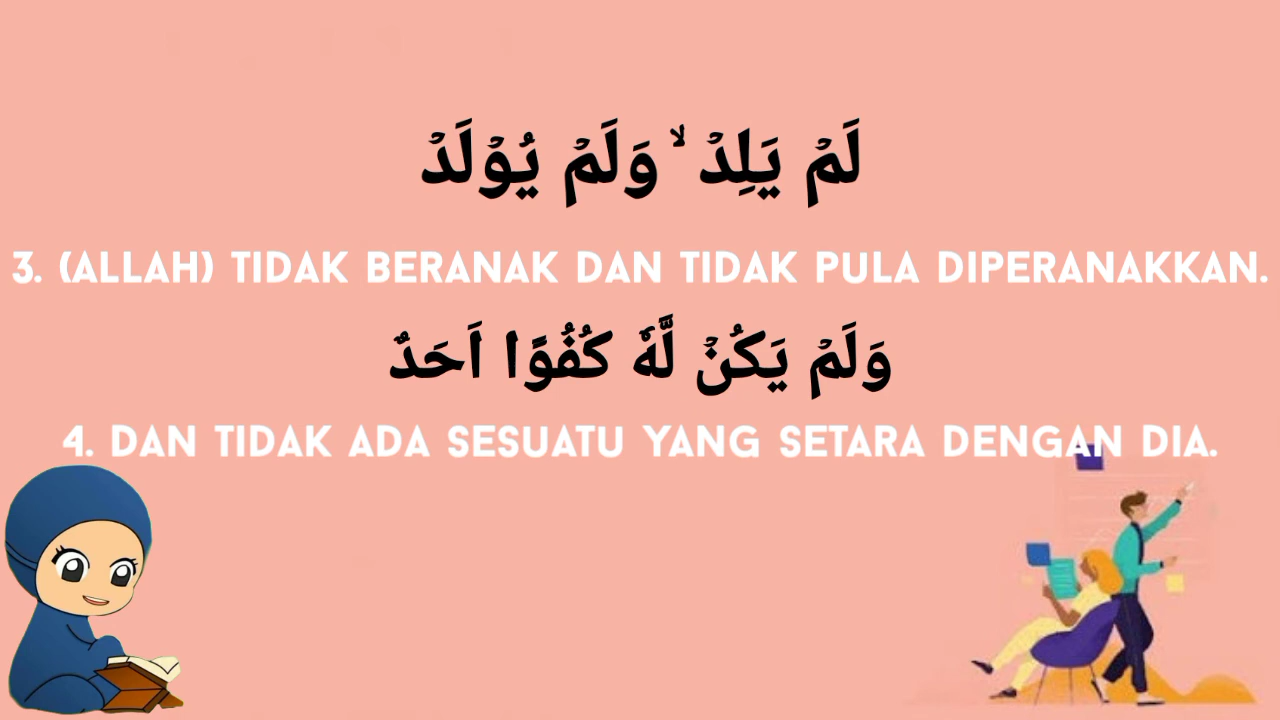 لَمْ يَلِدْ ۙ وَلَمْ يُوْلَدْ
3. (ALLAH) TIDAK BERANAK DAN TIDAK PULA DIPERANAKKAN.
وَلَمْ يَكُنْ لَّهٗ كُفُوًا اَحَدٌ
4. DAN TIDAK ADA SESUATU YANG SETARA DENGAN DIA.